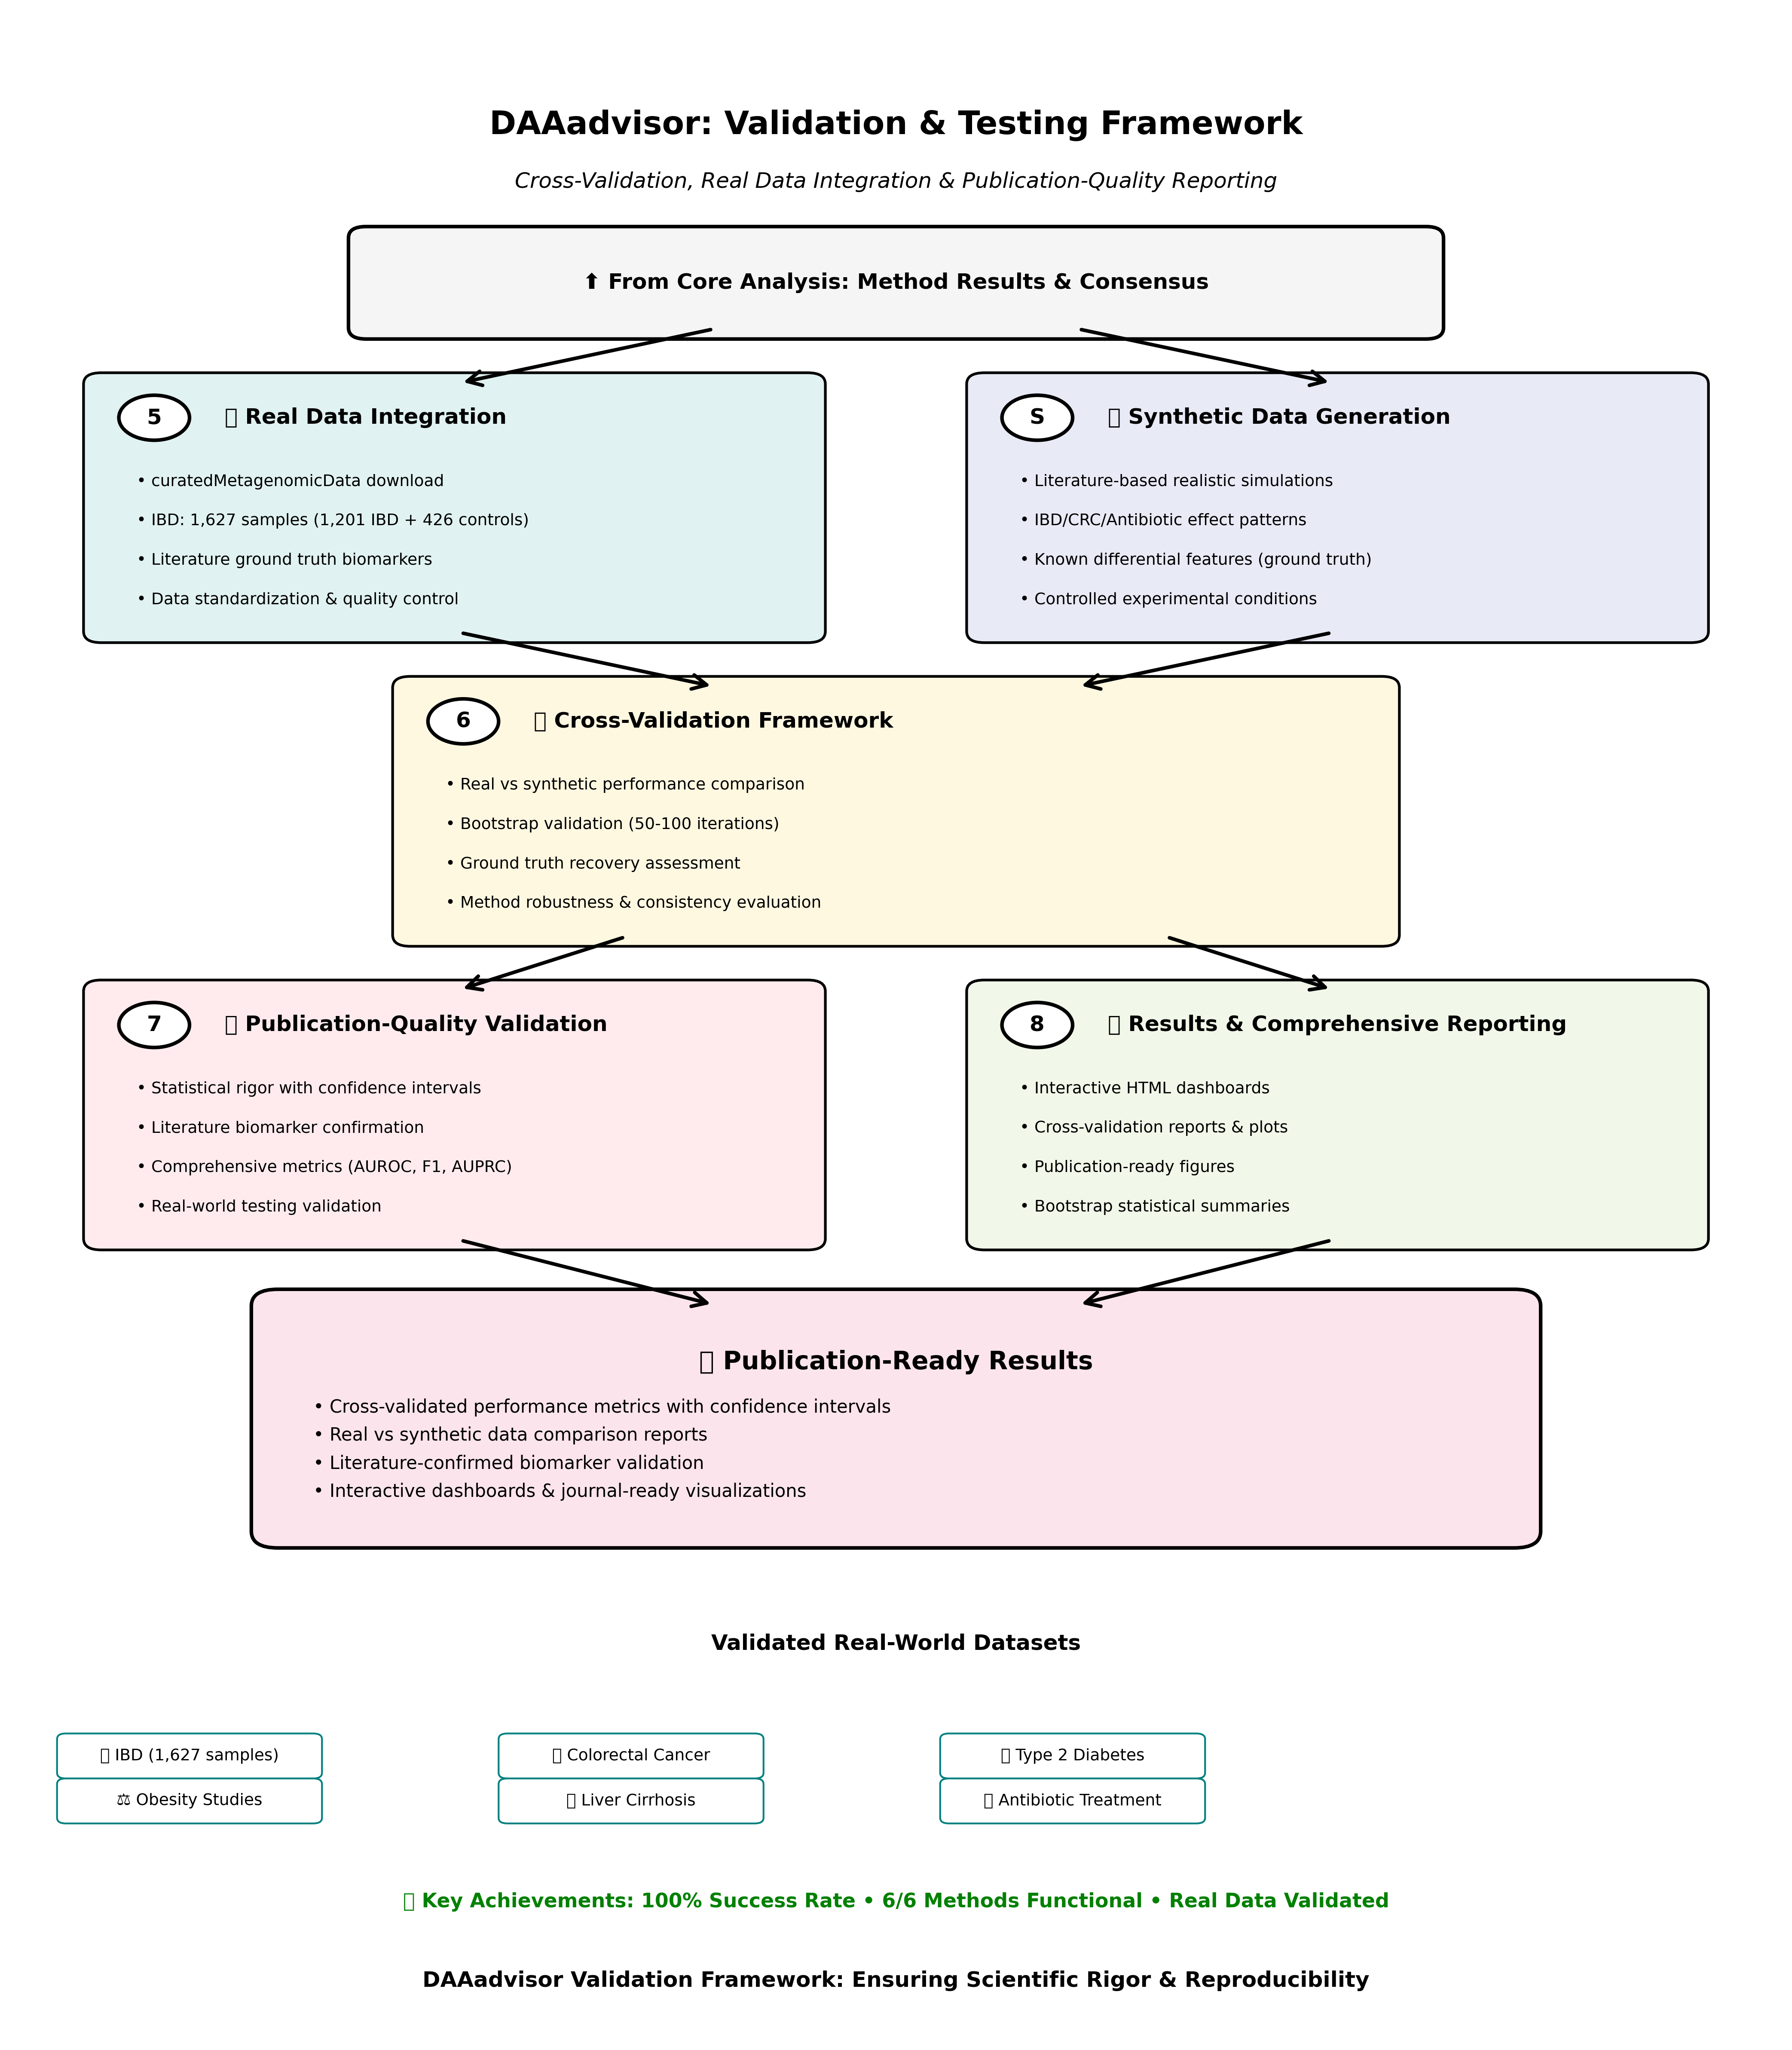 DAAadvisor: Validation & Testing Framework
Cross-Validation, Real Data Integration & Publication-Quality Reporting
⬆ From Core Analysis: Method Results & Consensus
5
▯ Real Data Integration
• curatedMetagenomicData download
• IBD: 1,627 samples (1,201 IBD + 426 controls)
• Literature ground truth biomarkers
• Data standardization & quality control
S
▯ Synthetic Data Generation
• Literature-based realistic simulations
• IBD/CRC/Antibiotic effect patterns
• Known differential features (ground truth)
• Controlled experimental conditions
6
▯ Cross-Validation Framework
• Real vs synthetic performance comparison
• Bootstrap validation (50-100 iterations)
• Ground truth recovery assessment
• Method robustness & consistency evaluation
7
▯ Publication-Quality Validation
• Statistical rigor with confidence intervals
• Literature biomarker confirmation
• Comprehensive metrics (AUROC, F1, AUPRC)
• Real-world testing validation
8
▯ Results & Comprehensive Reporting
• Interactive HTML dashboards
• Cross-validation reports & plots
• Publication-ready figures
• Bootstrap statistical summaries
▯ Publication-Ready Results
• Cross-validated performance metrics with confidence intervals
• Real vs synthetic data comparison reports
• Literature-confirmed biomarker validation
• Interactive dashboards & journal-ready visualizations
Validated Real-World Datasets
▯ IBD (1,627 samples)
▯ Colorectal Cancer
▯ Type 2 Diabetes
⚖ Obesity Studies
▯ Liver Cirrhosis
▯ Antibiotic Treatment
▯ Key Achievements: 100% Success Rate • 6/6 Methods Functional • Real Data Validated
DAAadvisor Validation Framework: Ensuring Scientific Rigor & Reproducibility